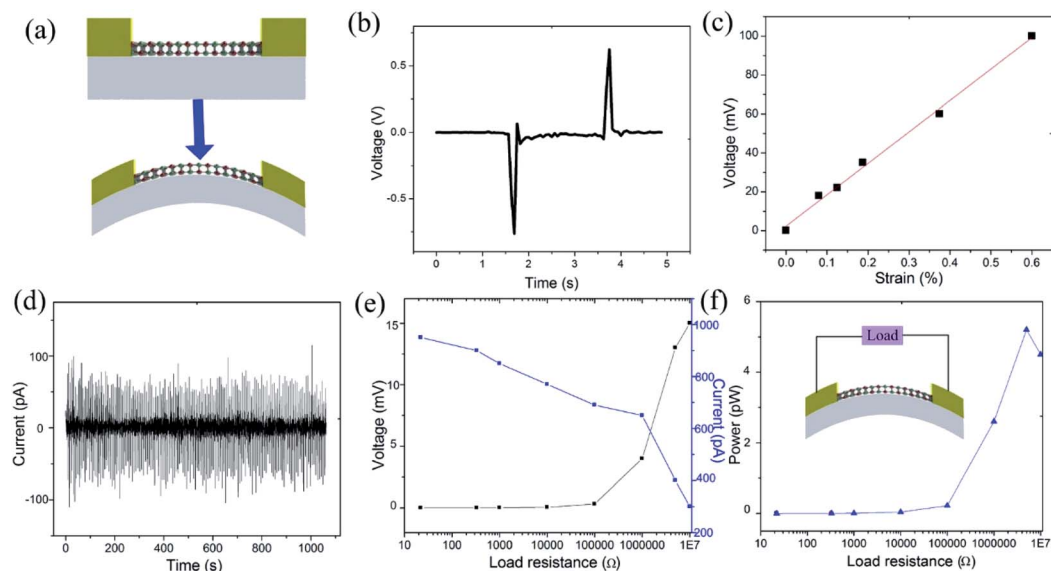 (a)
(b)
0.5
0.0
-0.5
Voltage (V)
0 1 2 3 4 5
Time (s)
(c)
100
80
60
40
20
0
Voltage (mV)
0.0 0.1 0.2 0.3 0.4 0.5 0.6
Strain (%)
(d)
100
0
-100
Current (pA)
0 200 400 600 800 1000
Time (s)
(e)
15
10
5
0
Voltage (mV)
1000
800
600
400
300
200
Current (pA)
10 100 1000 10000 100000 1000000 1E7
Load resistance (Ω)
(f)
6
4
2
0
Power (pW)
Load
10 100 1000 10000 1000000 1000000 1E7
Load resistance (Ω)